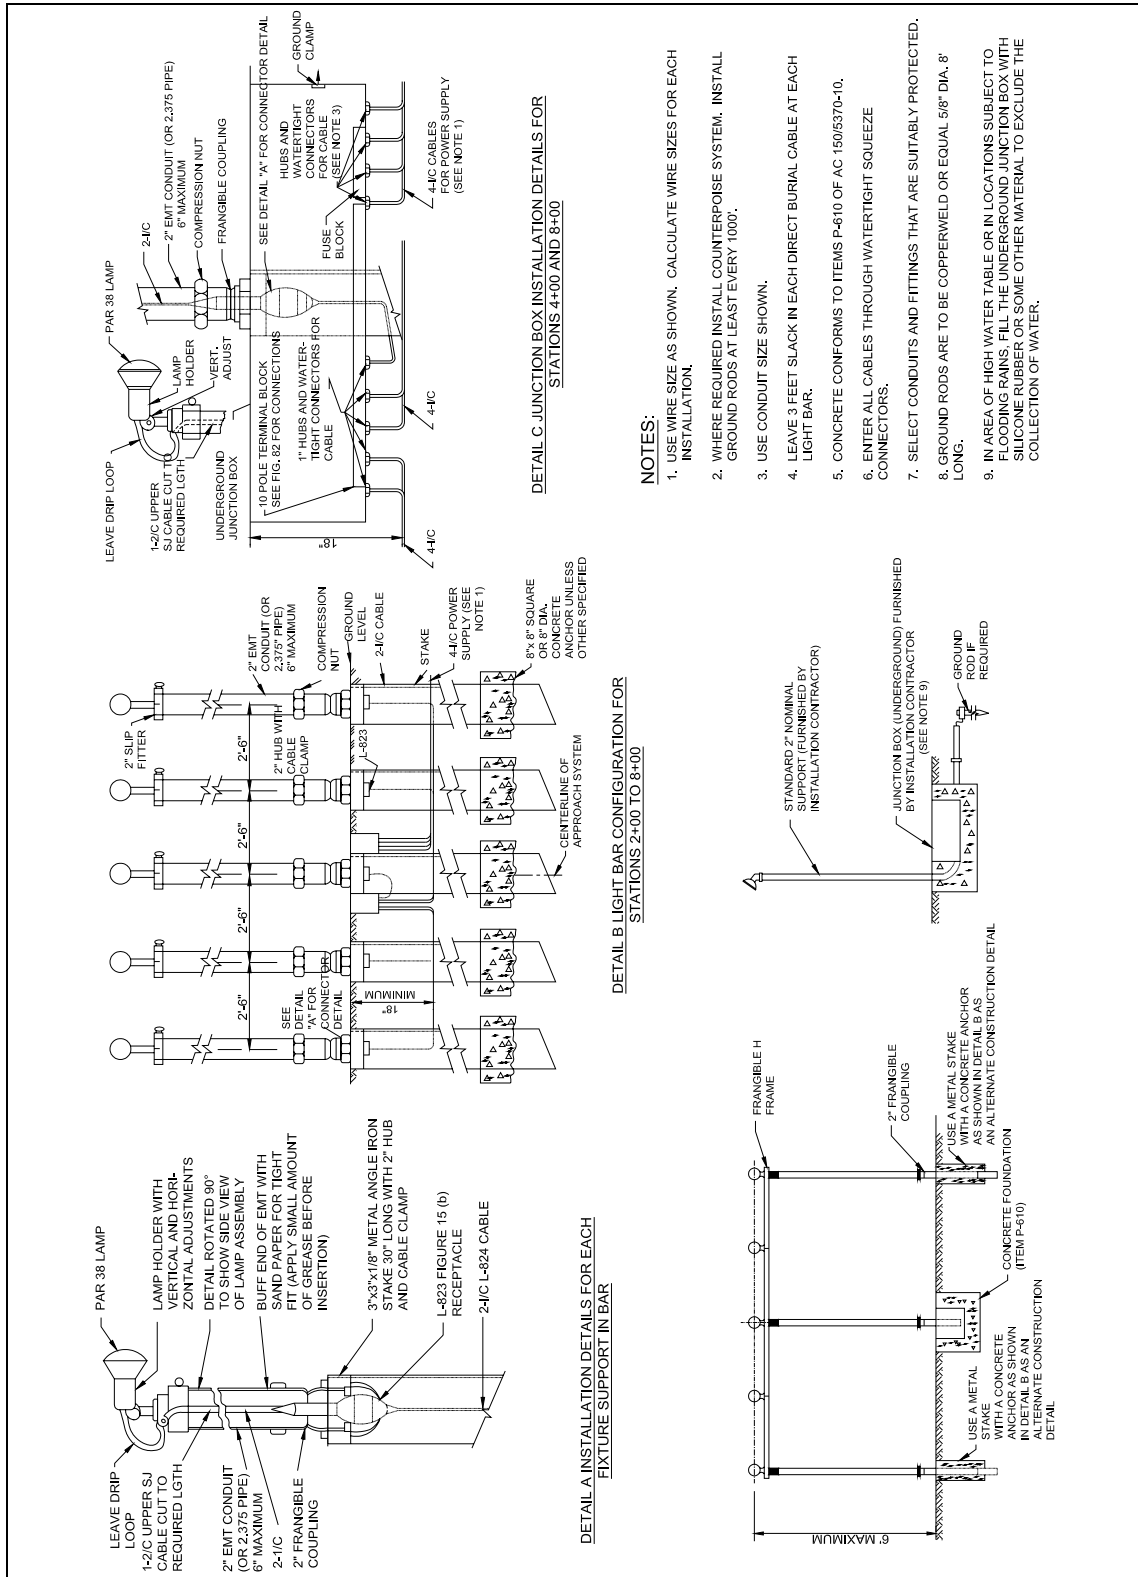 PAR 38 LAMP
LAMP HOLDER WITH
VERTICAL AND HORI-
ZONTAL ADJUSTMENTS
DETAIL ROTATED 90°
TO SHOW SIDE VIEW
OF LAMP ASSEMBLY
BUFF END OF EMT WITH
SAND PAPER FOR TIGHT
FIT (APPLY SMALL AMOUNT
OF GREASE BEFORE
INSERTION)
3"x3"x1/8" METAL ANGLE IRON
STAKE 30" LONG WITH 2" HUB
AND CABLE CLAMP
L-823 FIGURE 15 (b)
RECEPTACLE
2-1/C L-824 CABLE
LEAVE DRIP
LOOP
1-2/C UPPER SJ
CABLE CUT TO
REQUIRED LGTH
2" EMT CONDUIT
(OR 2.375 PIPE)
6" MAXIMUM
2-1/C
2" FRANGIBLE
COUPLING
DETAIL A INSTALLATION DETAILS FOR EACH
FIXTURE SUPPORT IN BAR
2" SLIP
FITTER
2'-6"
2'-6"
2'-6"
2'-6"
2" HUB WITH
CABLE
CLAMP
2" EMT
CONDUIT (OR
2.375" PIPE)
6" MAXIMUM
COMPRESSION
NUT
GROUND
LEVEL
2-I/C CABLE
STAKE
4-I/C POWER
SUPPLY (SEE
NOTE 1)
8"x 8" SQUARE
OR 8" DIA.
CONCRETE
ANCHOR UNLESS
OTHER SPECIFIED
L-823
SEE
DETAIL
"A" FOR
CONNECTOR
DETAIL
18"
MINIMUM
CENTERLINE OF
APPROACH SYSTEM
DETAIL B LIGHT BAR CONFIGURATION FOR
STATIONS 2+00 TO 8+00
LEAVE DRIP LOOP
PAR 38 LAMP
LAMP
HOLDER
VERT.
ADJUST
1-2/C UPPER
SJ CABLE CUT TO
REQUIRED LGTH
UNDERGROUND
JUNCTION BOX
2-I/C
2" EMT CONDUIT (OR 2.375 PIPE)
6" MAXIMUM
COMPRESSION NUT
FRANGIBLE COUPLING
SEE DETAIL "A" FOR CONNECTOR DETAIL
10 POLE TERMINAL BLOCK
SEE FIG. 82 FOR CONNECTIONS
1" HUBS AND WATER-
TIGHT CONNECTORS FOR
CABLE
HUBS AND
WATERTIGHT
CONNECTORS
FOR CABLE
(SEE NOTE 3)
GROUND
CLAMP
FUSE
BLOCK
18"
4-I/C
4-I/C
4-I/C CABLES
FOR POWER SUPPLY
(SEE NOTE 1)
DETAIL C JUNCTION BOX INSTALLATION DETAILS FOR
STATIONS 4+00 AND 8+00
6' MAXIMUM
FRANGIBLE H
FRAME
2" FRANGIBLE
COUPLING
USE A METAL STAKE
WITH A CONCRETE ANCHOR
AS SHOWN IN DETAIL B AS
AN ALTERNATE CONSTRUCTION DETAIL
CONCRETE FOUNDATION
(ITEM P-610)
USE A METAL
STAKE
WITH A CONCRETE
ANCHOR AS SHOWN
IN DETAIL B AS AN
ALTERNATE CONSTRUCTION
DETAIL
STANDARD 2" NOMINAL
SUPPORT (FURNISHED BY
INSTALLATION CONTRACTOR)
JUNCTION BOX (UNDERGROUND) FURNISHED
BY INSTALLATION CONTRACTOR
(SEE NOTE 9)
GROUND
ROD IF
REQUIRED
NOTES:
1. USE WIRE SIZE AS SHOWN. CALCULATE WIRE SIZES FOR EACH
INSTALLATION.
2. WHERE REQUIRED INSTALL COUNTERPOISE SYSTEM. INSTALL
GROUND RODS AT LEAST EVERY 1000'.
3. USE CONDUIT SIZE SHOWN.
4. LEAVE 3 FEET SLACK IN EACH DIRECT BURIAL CABLE AT EACH
LIGHT BAR.
5. CONCRETE CONFORMS TO ITEMS P-610 OF AC 150/5370-10.
6. ENTER ALL CABLES THROUGH WATERTIGHT SQUEEZE
CONNECTORS.
7. SELECT CONDUITS AND FITTINGS THAT ARE SUITABLY PROTECTED.
8. GROUND RODS ARE TO BE COPPERWELD OR EQUAL 5/8" DIA. 8'
LONG.
9. IN AREA OF HIGH WATER TABLE OR IN LOCATIONS SUBJECT TO
FLOODING RAINS, FILL THE UNDERGROUND JUNCTION BOX WITH
SILICONE RUBBER OR SOME OTHER MATERIAL TO EXCLUDE THE
COLLECTION OF WATER.